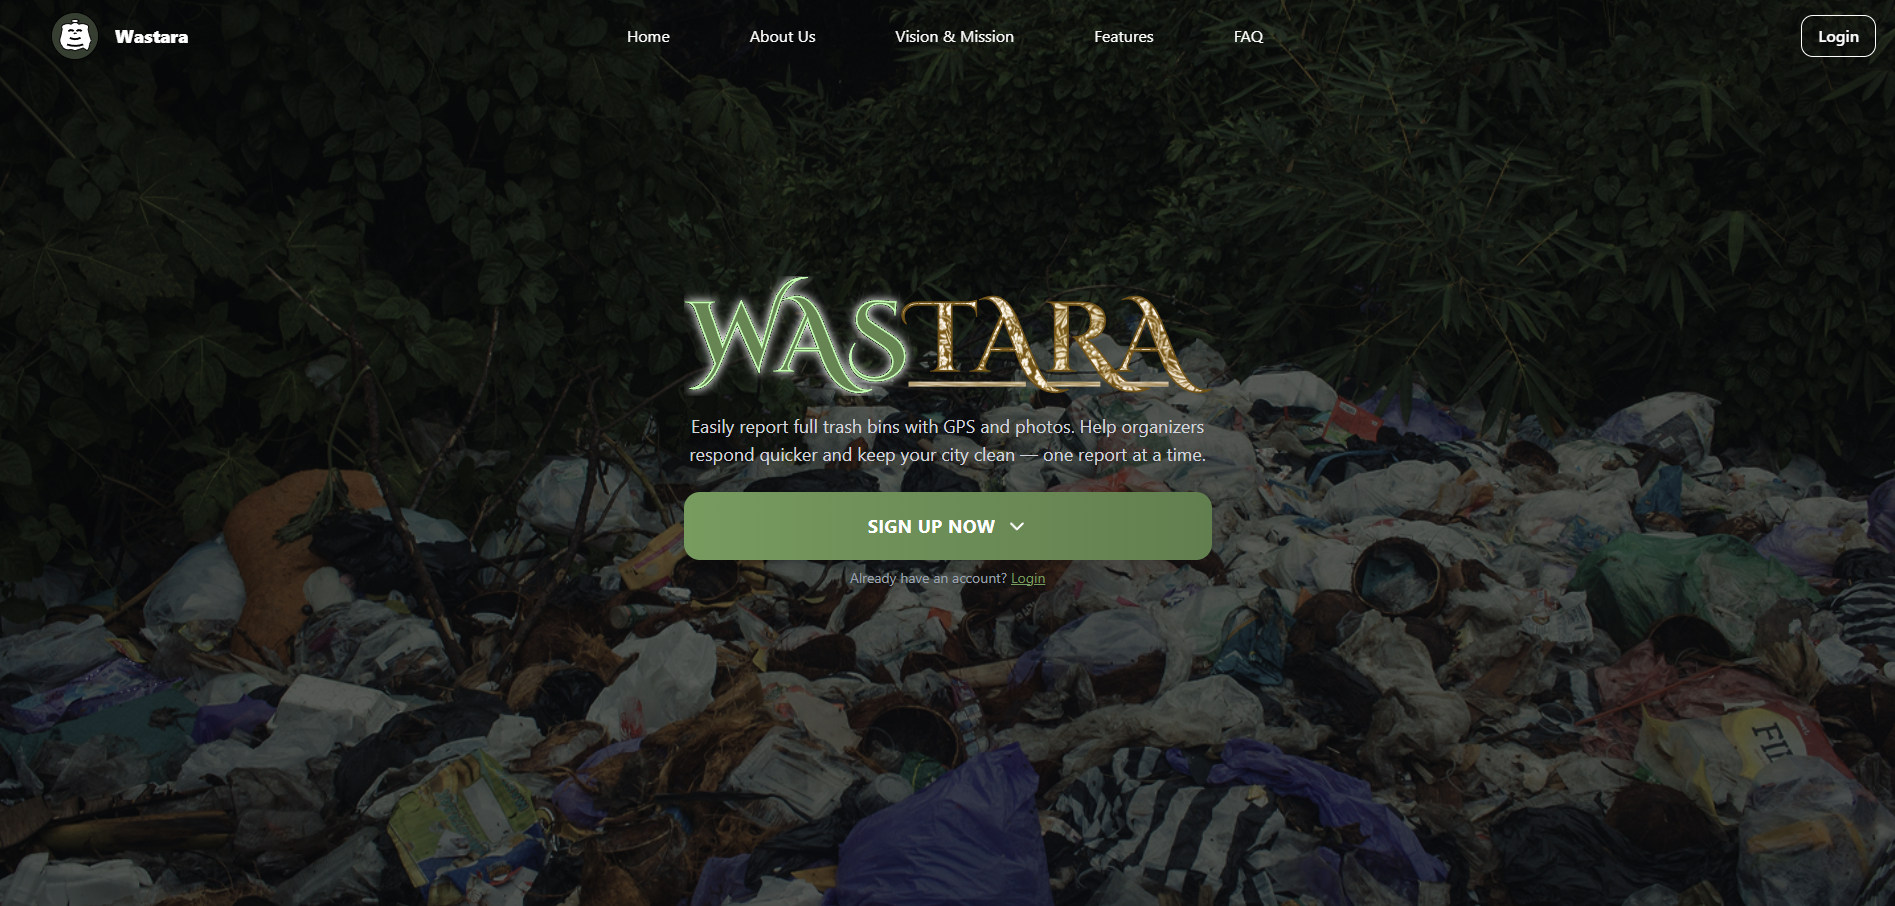 Wastara
Home
About Us
Vision & Mission
Features
FAQ
Login
WASTARA
Easily report full trash bins with GPS and photos. Help organizers
respond quicker and keep your city clean — one report at a time.
SIGN UP NOW
Already have an account? Login